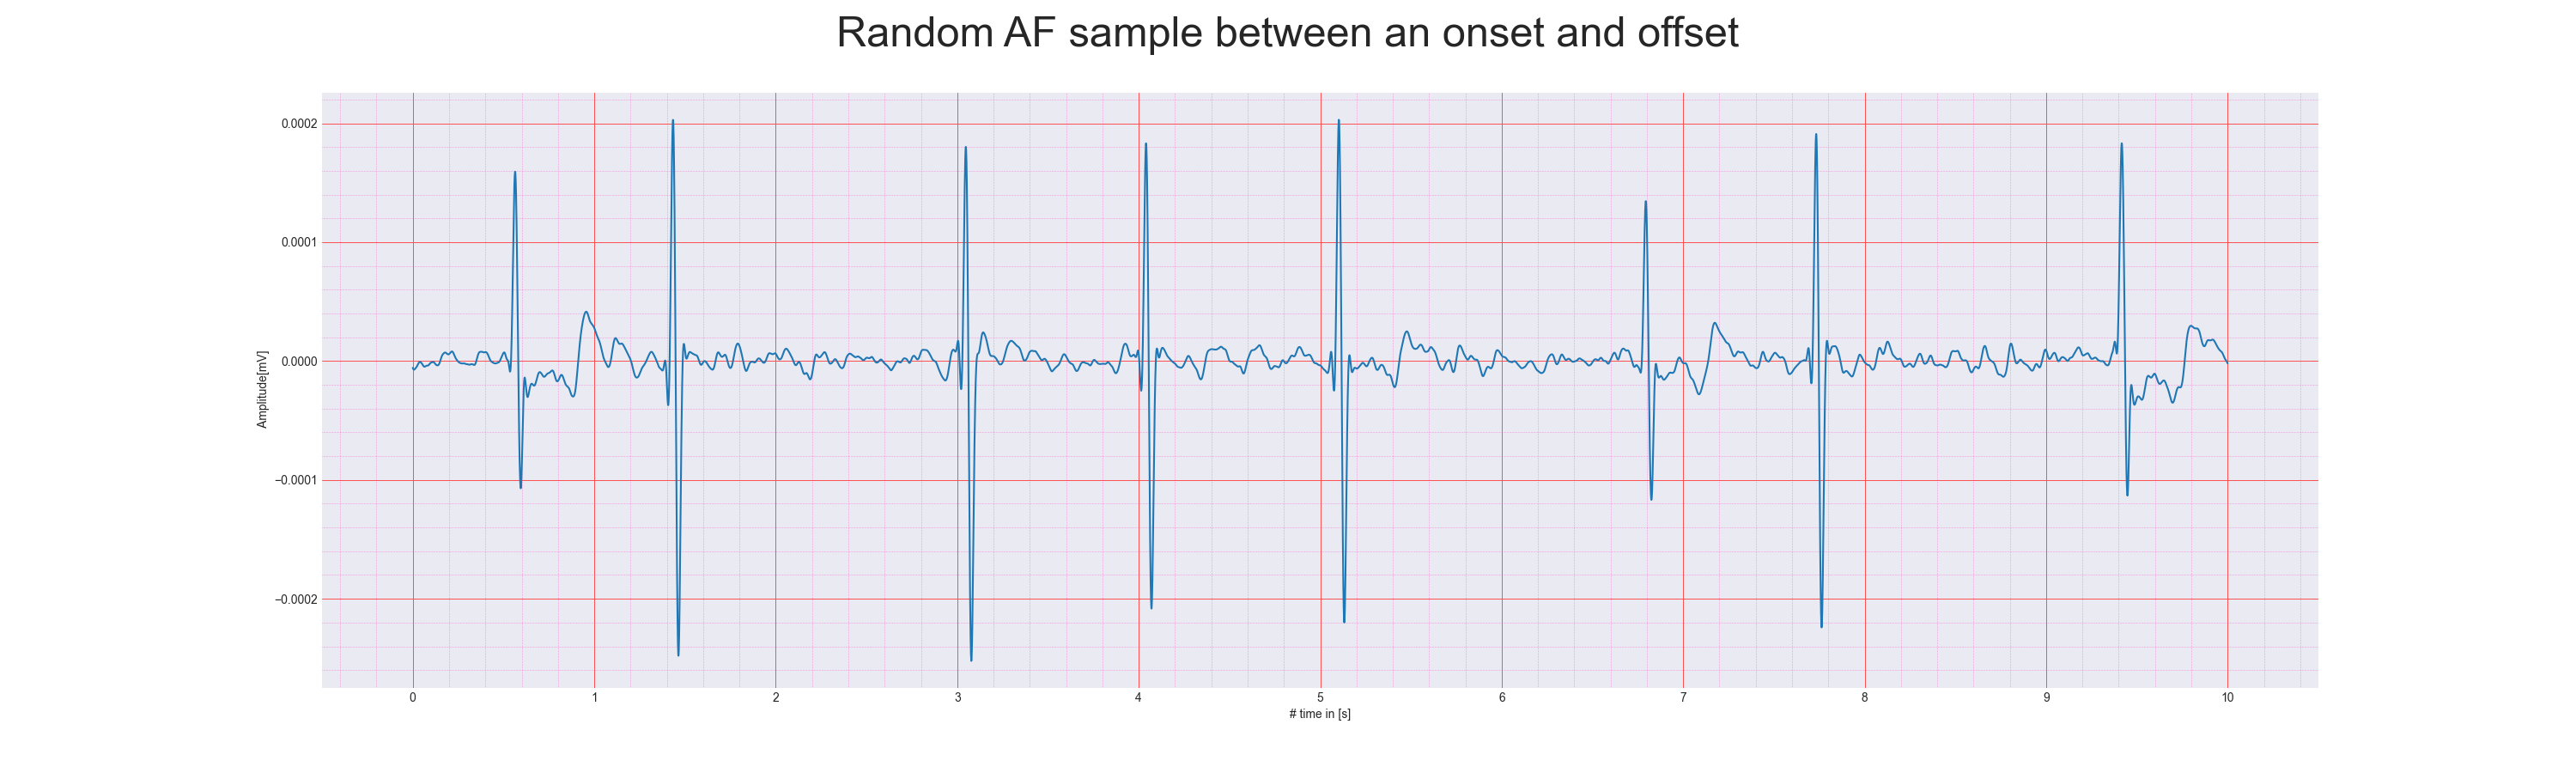 Random AF sample between an onset and offset
0.0002
0.0001
0.0000
−0.0001
−0.0002
Amplitude[mV]
0 1 2 3 4 5 6 7 8 9 10
# time in [s]